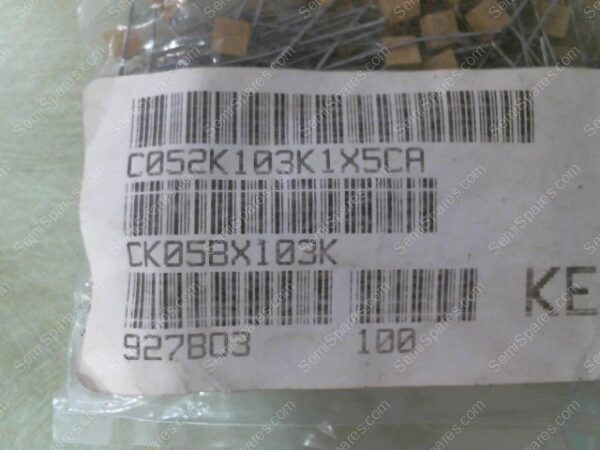 C052K103K1X5CA
CK05BX103K
927B03 100
KE
SemiSpares.com